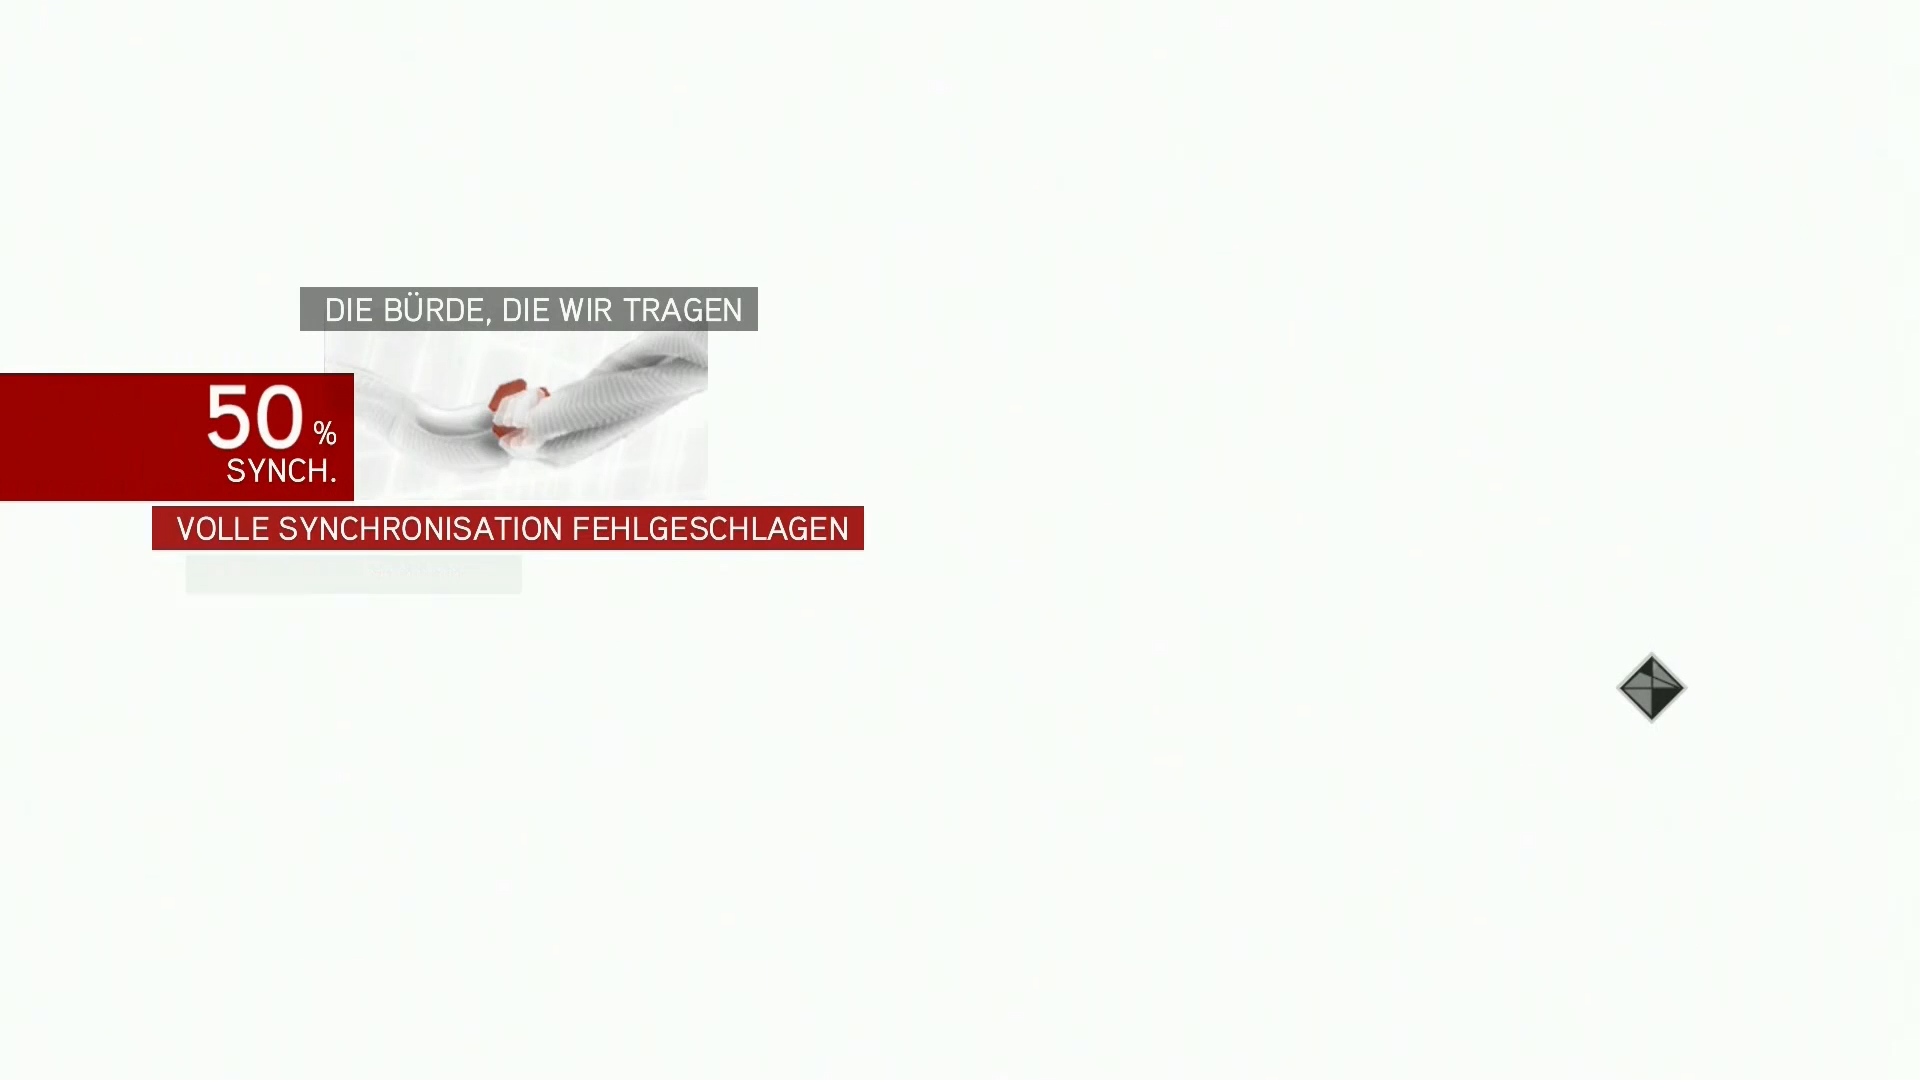 DIE BÜRDE, DIE WIR TRAGEN
50 %
SYNCH.
VOLLE SYNCHRONISATION FEHLGESCHLAGEN